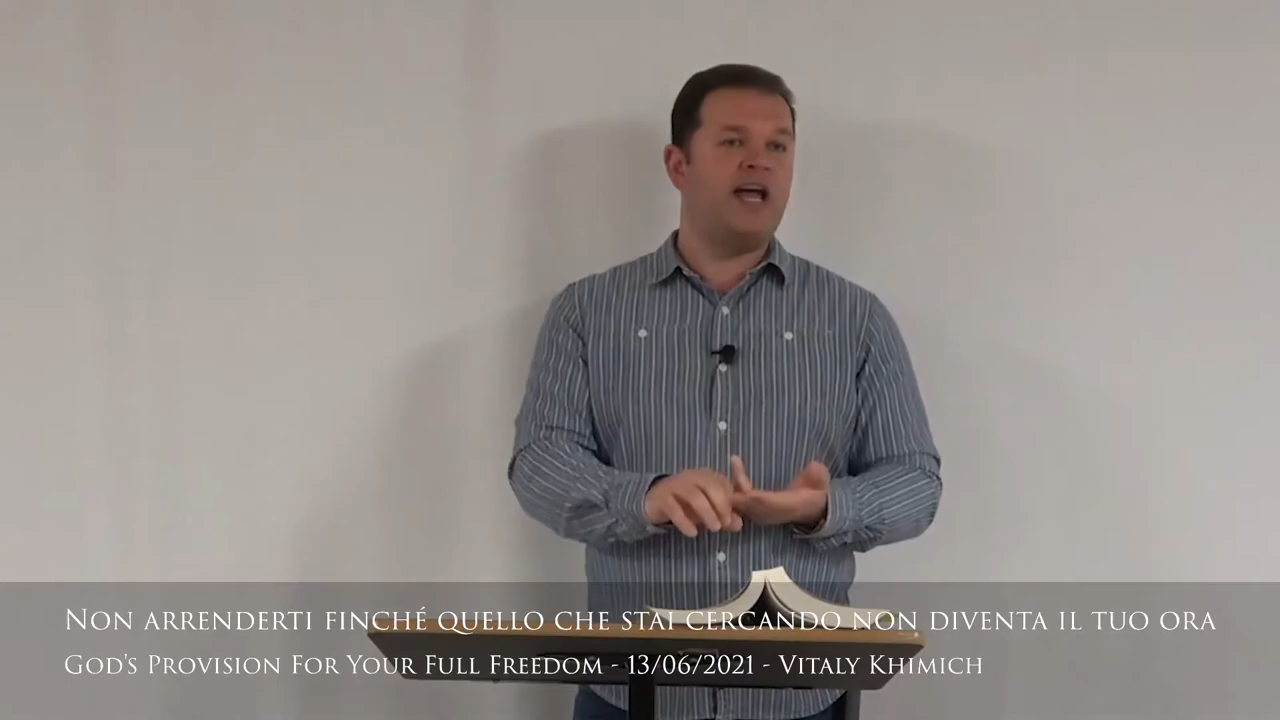 Non arrenderti finché quello che stai cercando non diventa il tuo ora
God's Provision For Your Full Freedom - 13/06/2021 - Vitaly Khimich